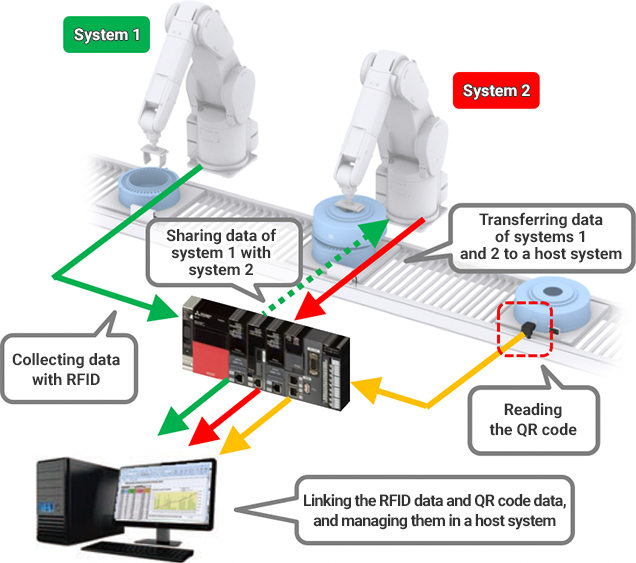 System 1
System 2
Sharing data of
system 1 with
system 2
Transferring data
of systems 1
and 2 to a host system
Collecting data
with RFID
Reading
the QR code
Linking the RFID data and QR code data,
and managing them in a host system